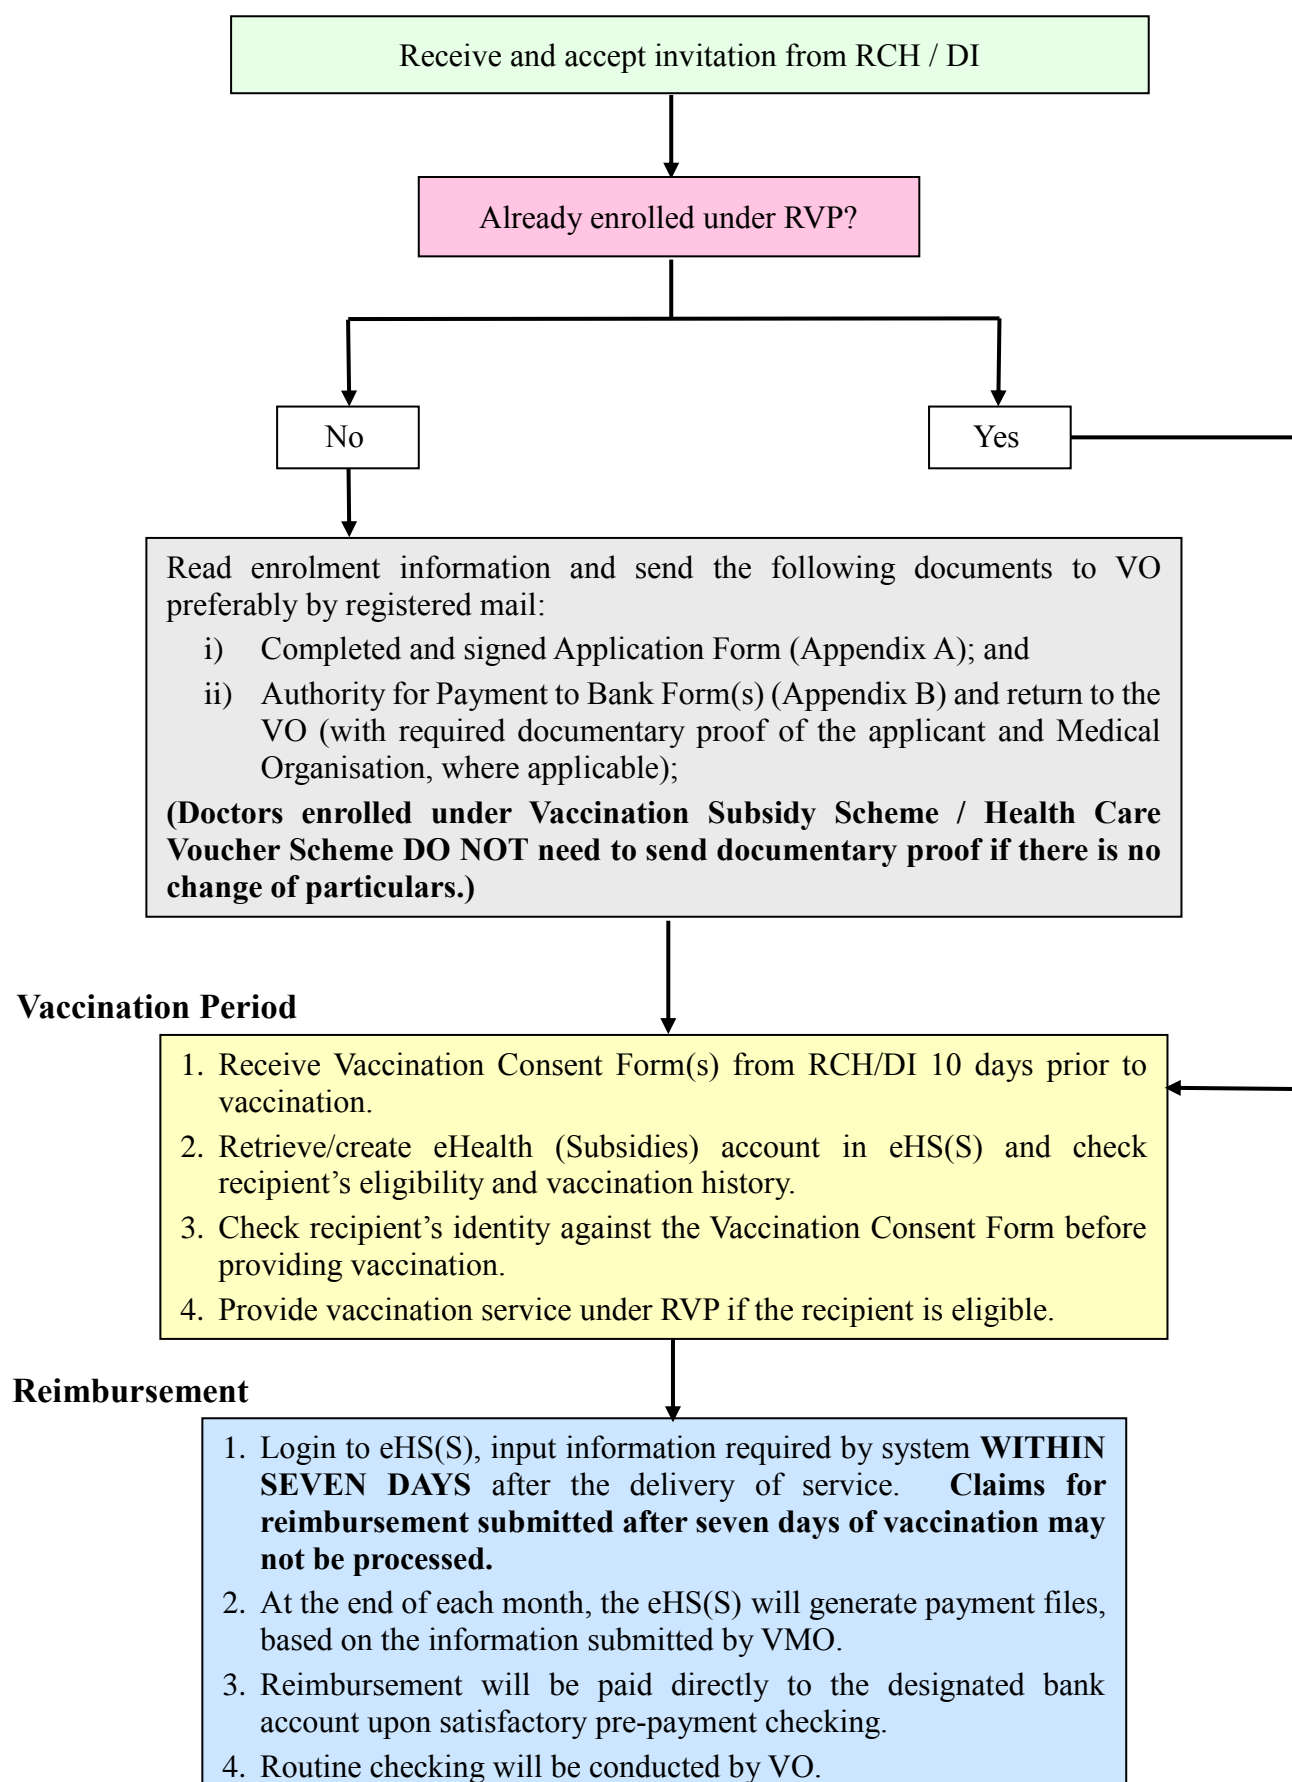 Receive and accept invitation from RCH / DI
Already enrolled under RVP?
No
Yes
Read enrolment information and send the following documents to VO
preferably by registered mail:
i) Completed and signed Application Form (Appendix A); and
ii) Authority for Payment to Bank Form(s) (Appendix B) and return to the
VO (with required documentary proof of the applicant and Medical
Organisation, where applicable);
(Doctors enrolled under Vaccination Subsidy Scheme / Health Care
Voucher Scheme DO NOT need to send documentary proof if there is no
change of particulars.)
Vaccination Period
1. Receive Vaccination Consent Form(s) from RCH/DI 10 days prior to
vaccination.
2. Retrieve/create eHealth (Subsidies) account in eHS(S) and check
recipient’s eligibility and vaccination history.
3. Check recipient’s identity against the Vaccination Consent Form before
providing vaccination.
4. Provide vaccination service under RVP if the recipient is eligible.
Reimbursement
1. Login to eHS(S), input information required by system WITHIN
SEVEN DAYS after the delivery of service. Claims for
reimbursement submitted after seven days of vaccination may
not be processed.
2. At the end of each month, the eHS(S) will generate payment files,
based on the information submitted by VMO.
3. Reimbursement will be paid directly to the designated bank
account upon satisfactory pre-payment checking.
4. Routine checking will be conducted by VO.